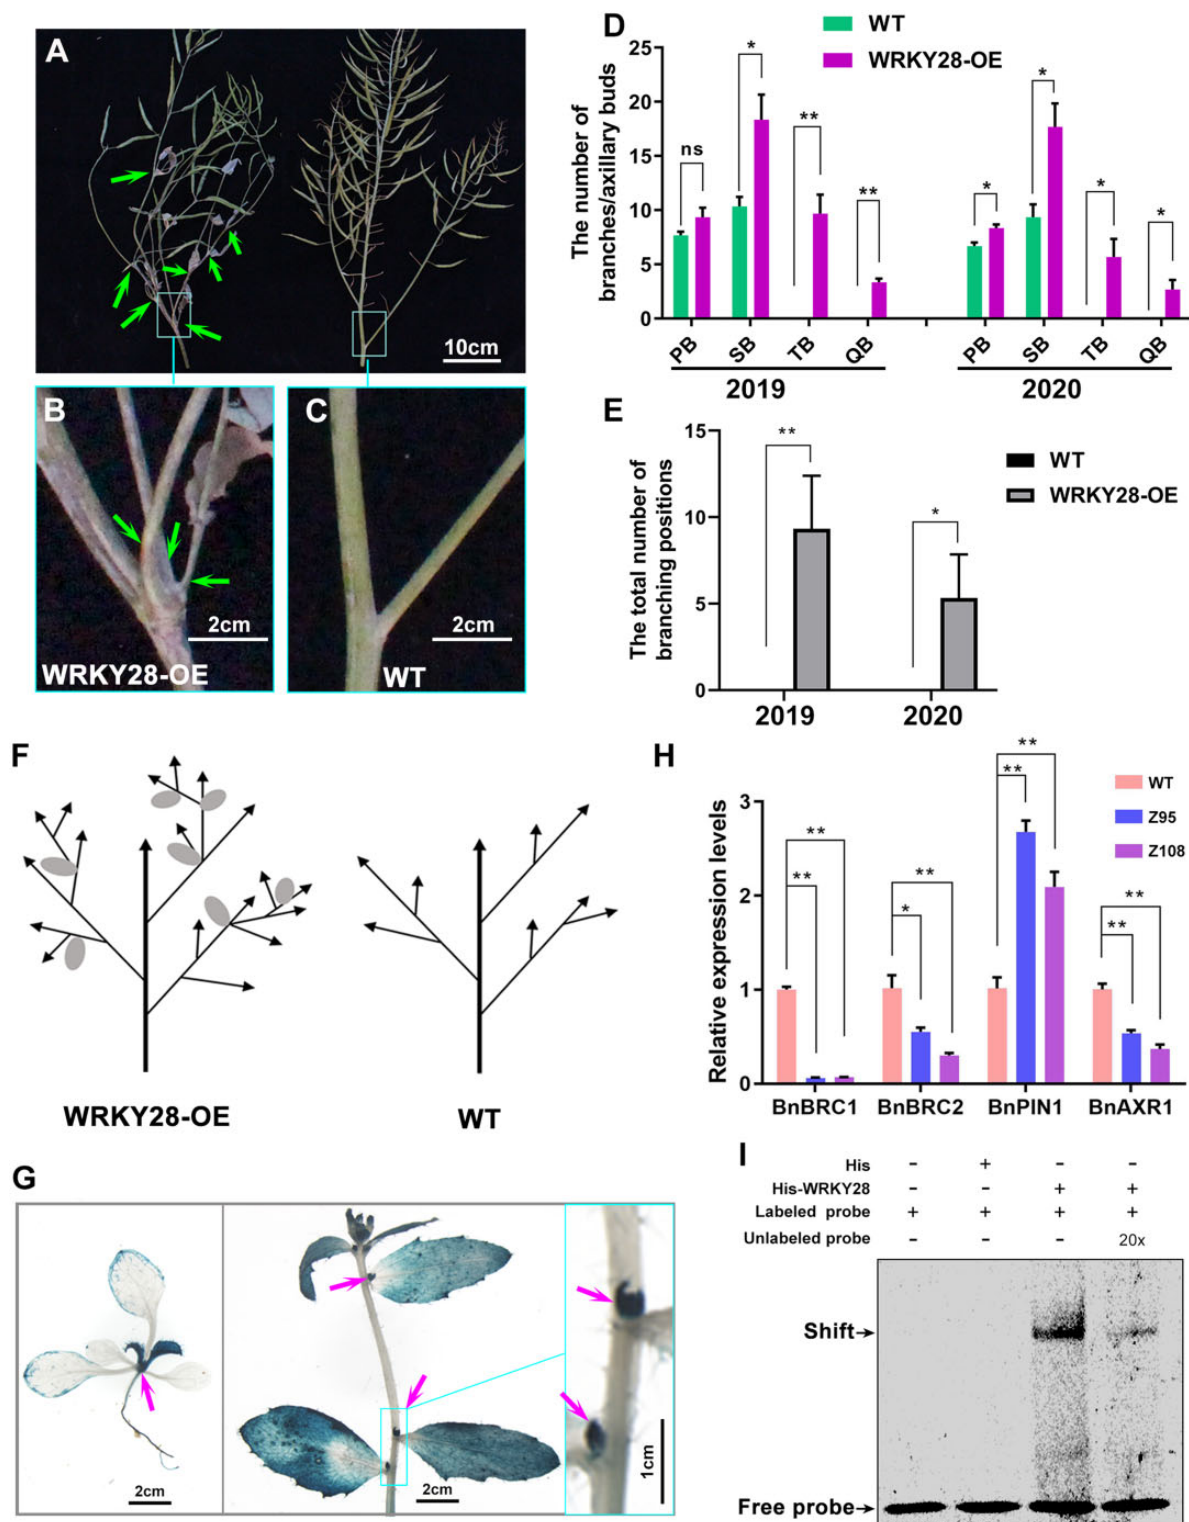 A
10cm
B
2cm
WRKY28-OE
C
2cm
WT
D
WT
WRKY28-OE
The number of
branches/axillary buds
25
20
15
10
5
0
ns
*
**
**
*
*
*
*
PB
SB
TB
QB
PB
SB
TB
QB
2019
2020
E
The total number of
branching positions
15
10
5
0
**
*
WT
WRKY28-OE
2019
2020
F
WRKY28-OE
WT
G
2cm
2cm
1cm
H
Relative expression levels
3
2
1
0
**
**
*
**
**
**
**
**
WT
Z95
Z108
BnBRC1
BnBRC2
BnPIN1
BnAXR1
I
His - + - -
His-WRKY28 - - + +
Labeled probe + + + +
Unlabeled probe - - - 20x
Shift
Free probe